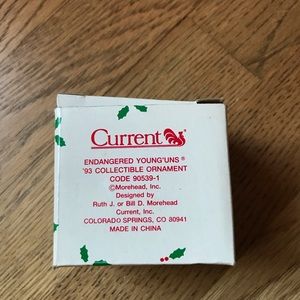 Current
ENDANGERED YOUNG'UNS®
'93 COLLECTIBLE ORNAMENT
CODE 90539-1
©Morehead, Inc.
Designed by
Ruth J. or Bill D. Morehead
Current, Inc.
COLORADO SPRINGS, CO 80941
MADE IN CHINA